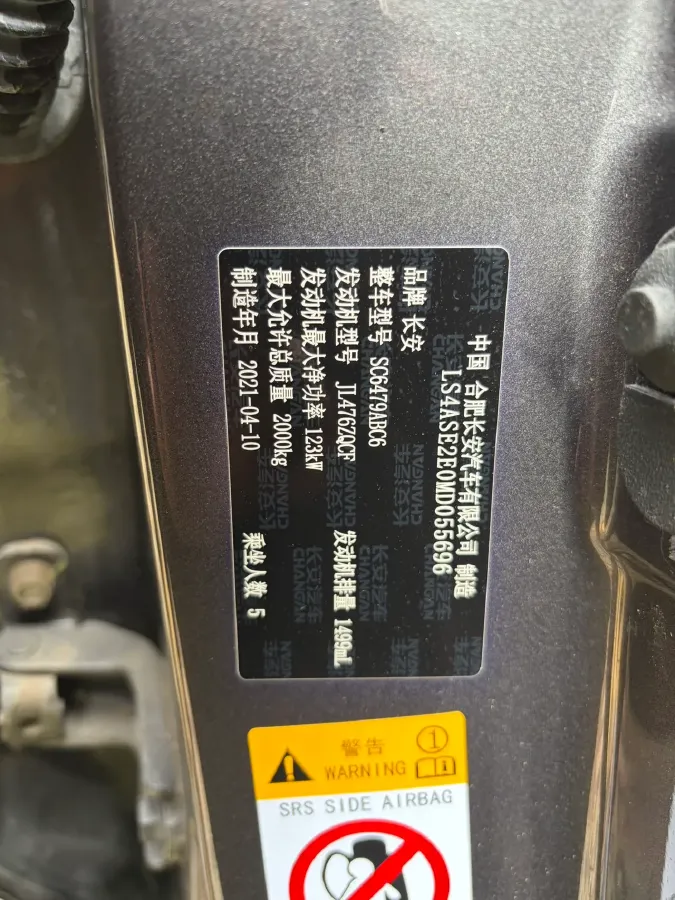 中国 合肥长安汽车有限公司 制造
LS4ASE2E0MD055696
品牌 长安
整车型号 SC6479ABC6
发动机型号 JL476ZQCF 发动机排量 1499mL
发动机最大净功率 123kW
最大允许总质量 2000kg
制造年月 2021-04-10 乘坐人数 5
警告 1
WARNING i
SRS SIDE AIRBAG